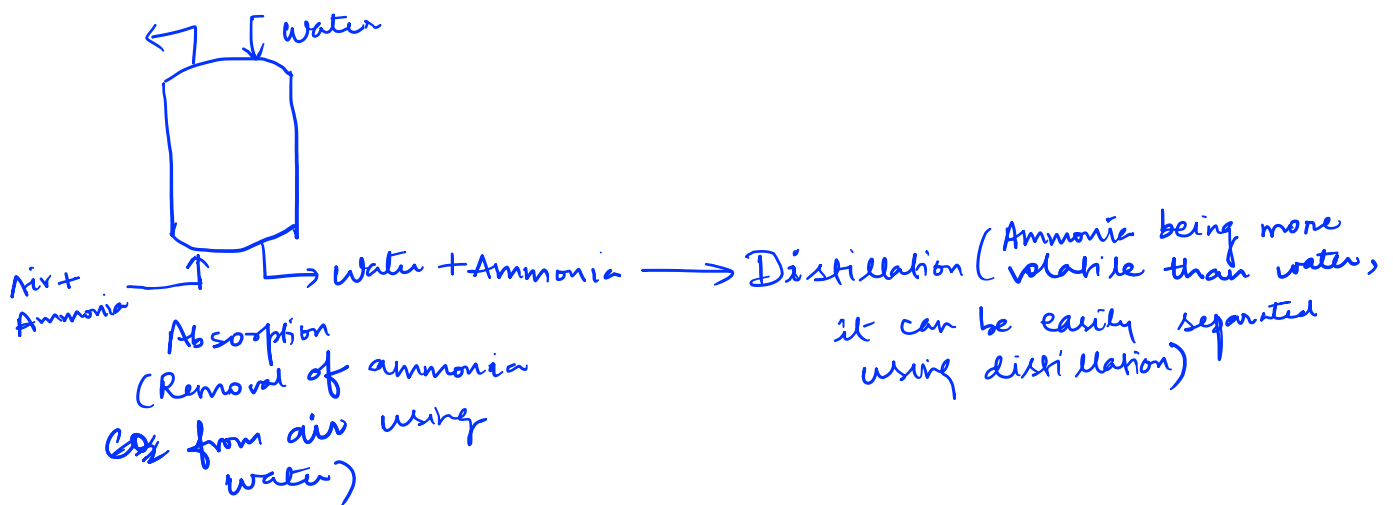 Water
Air +
Ammonia
Water + Ammonia
Distillation (Ammonia being more
volatile than water,
it can be easily separated
using distillation)
Absorption
(Removal of ammonia
from air using
water)